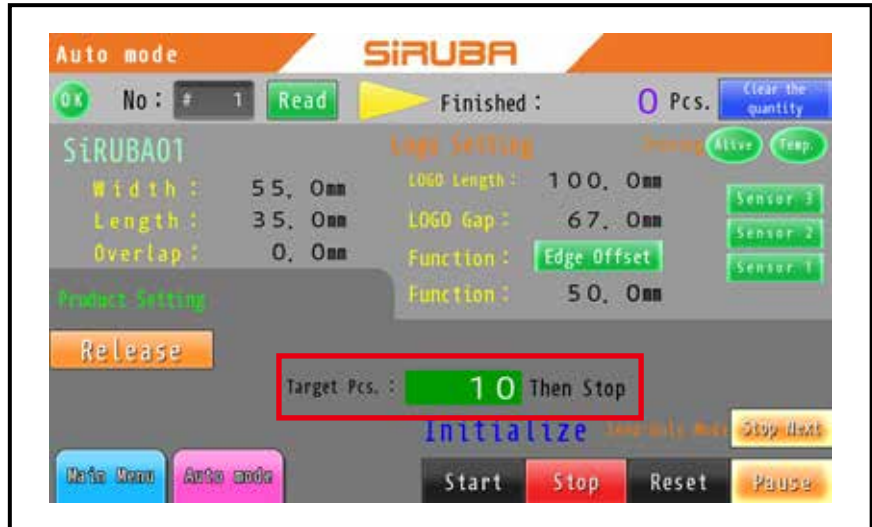 Auto mode
SiRUBA
OK No: # 1 Read Finished: 0 Pcs. Clear the quantity
SiRUBA01 Logo Setting Alive Temp.
Width: 55. 0mm LOGO Length: 100. 0mm Sensor 3
Length: 35. 0mm LOGO Gap: 67. 0mm Sensor 2
Overlap: 0. 0mm Function: Edge Offset Sensor 1
Product Setting Function: 50. 0mm
Release
Target Pcs.: 10 Then Stop
Initialize Stop Next
Main Menu Auto mode Start Stop Reset Pause